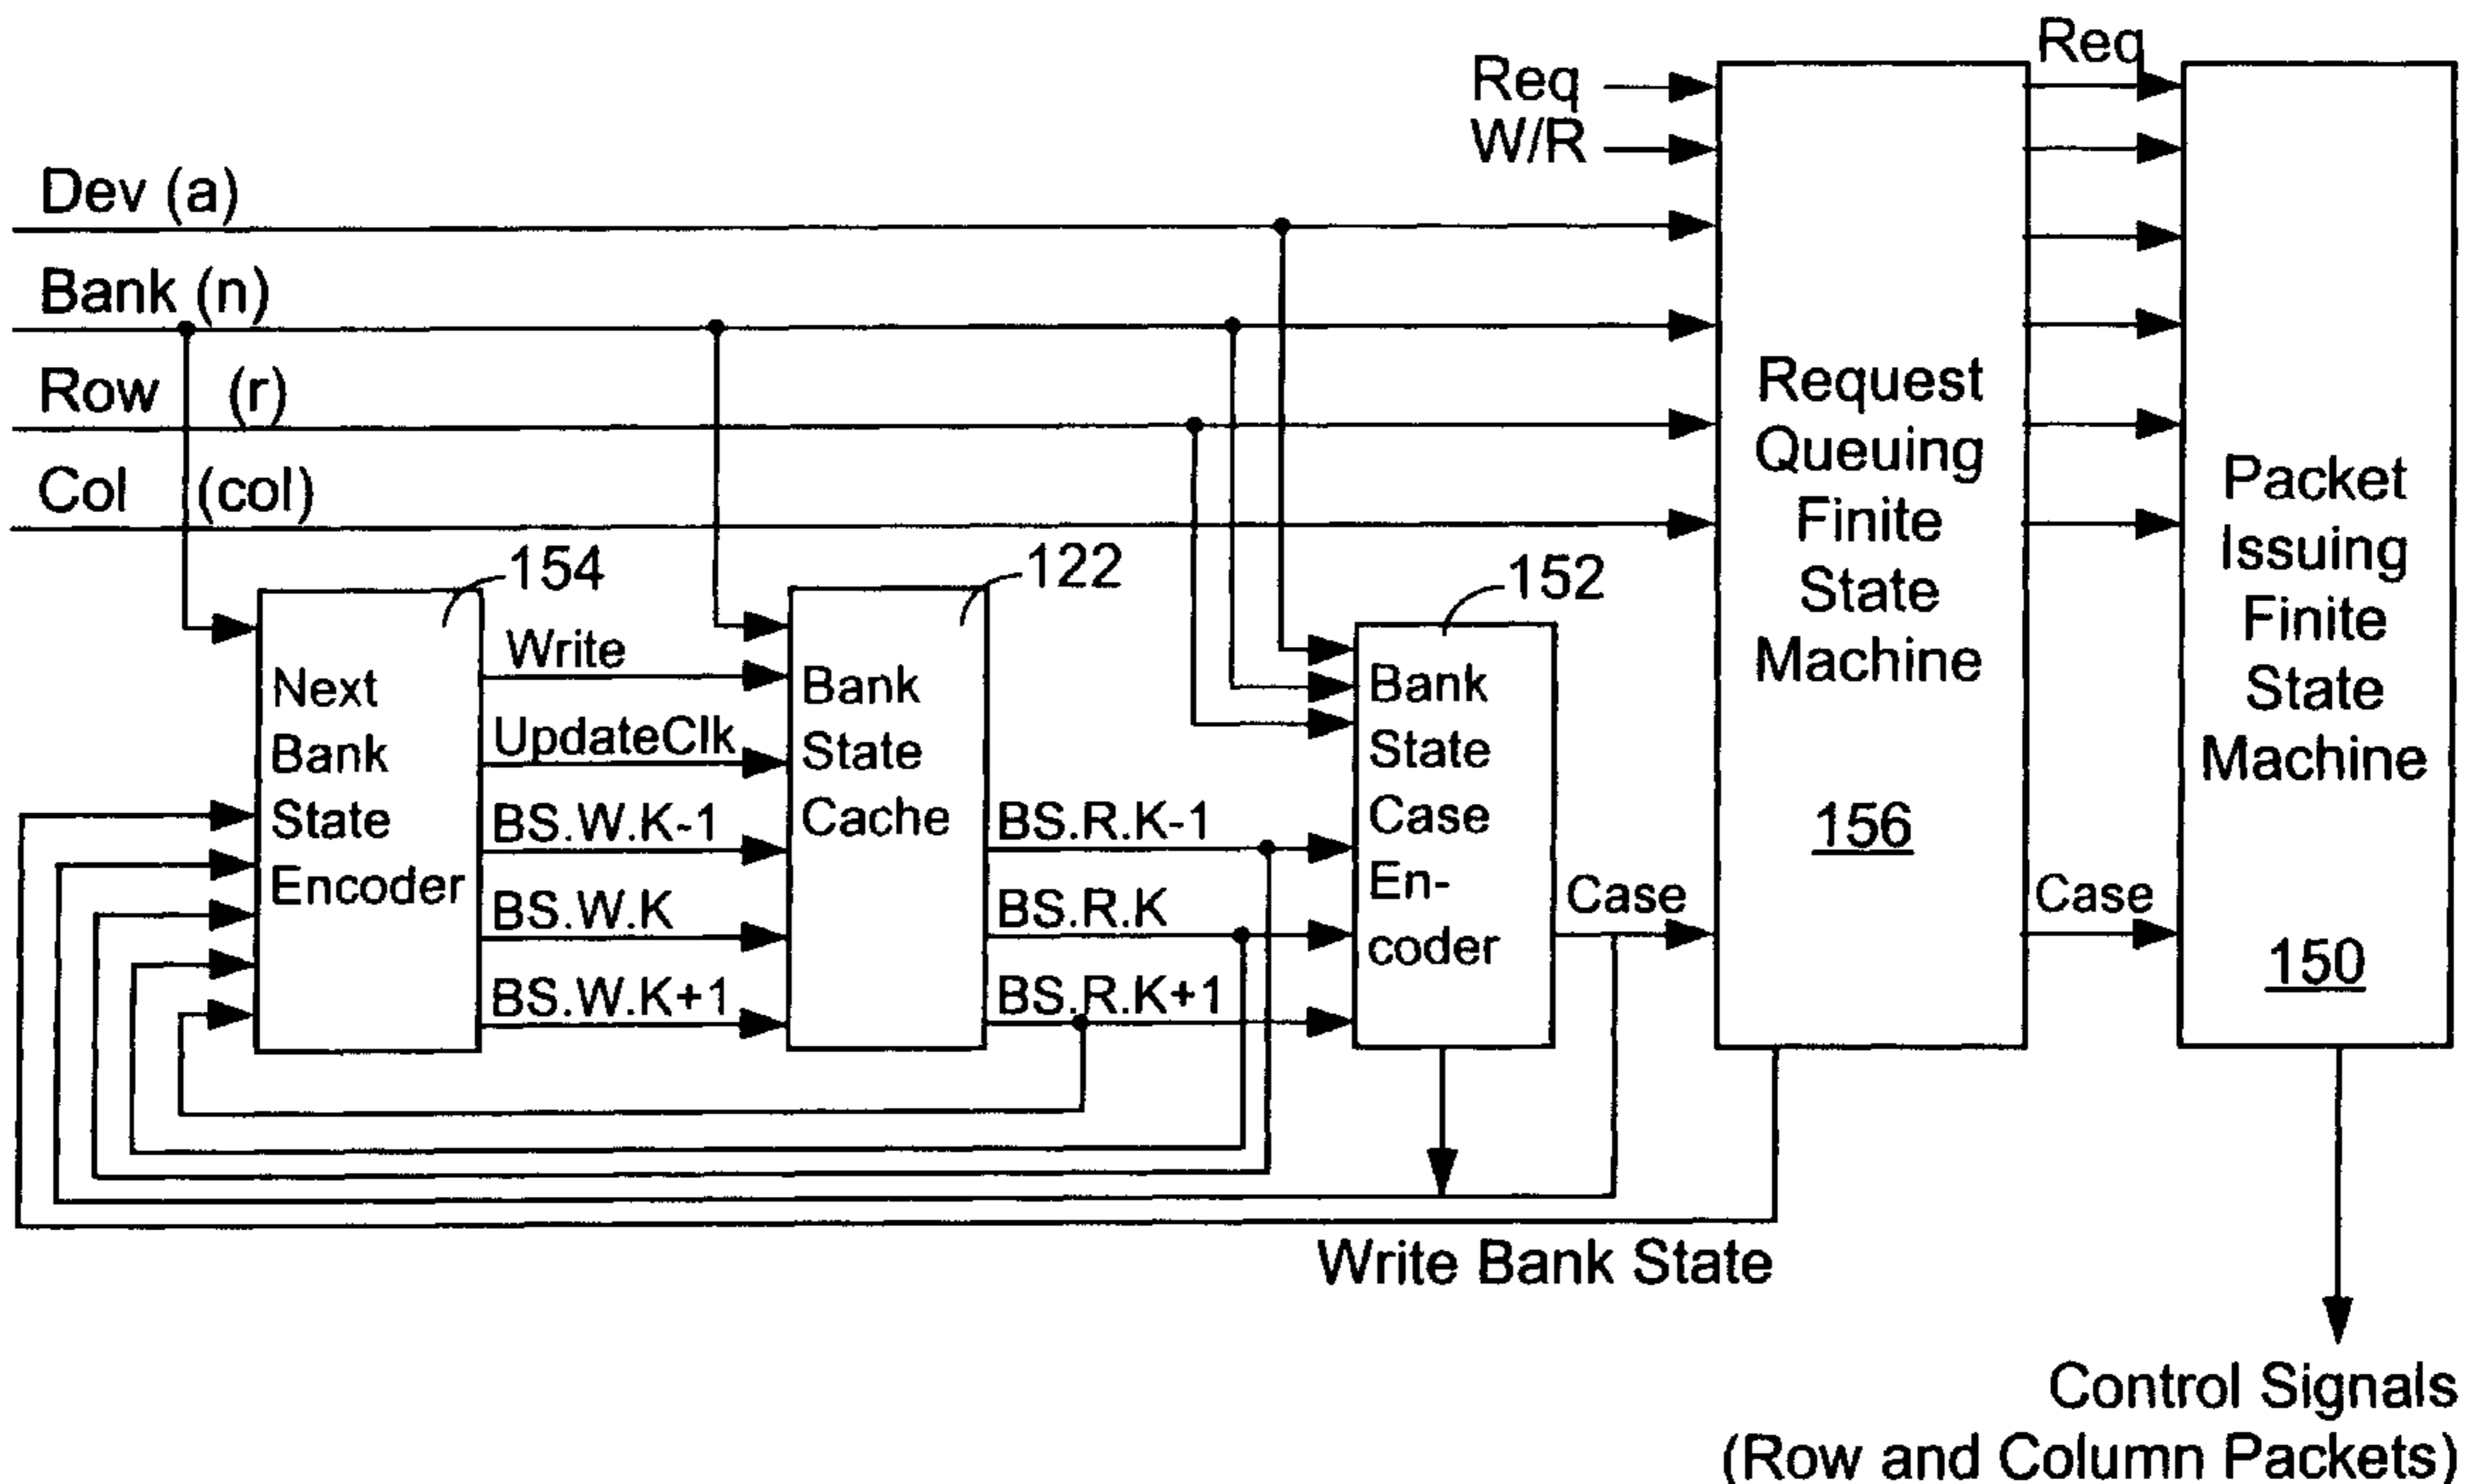 Req
Req
W/R
Dev (a)
Bank (n)
Row (r)
Col (col)
154
122
152
Write
UpdateClk
BS.W.K-1
BS.W.K
BS.W.K+1
Next
Bank
State
Encoder
Bank
State
Cache
BS.R.K-1
BS.R.K
BS.R.K+1
Bank
State
Case
En-
coder
Case
Request
Queuing
Finite
State
Machine
156
Case
Packet
Issuing
Finite
State
Machine
150
Write Bank State
Control Signals
(Row and Column Packets)